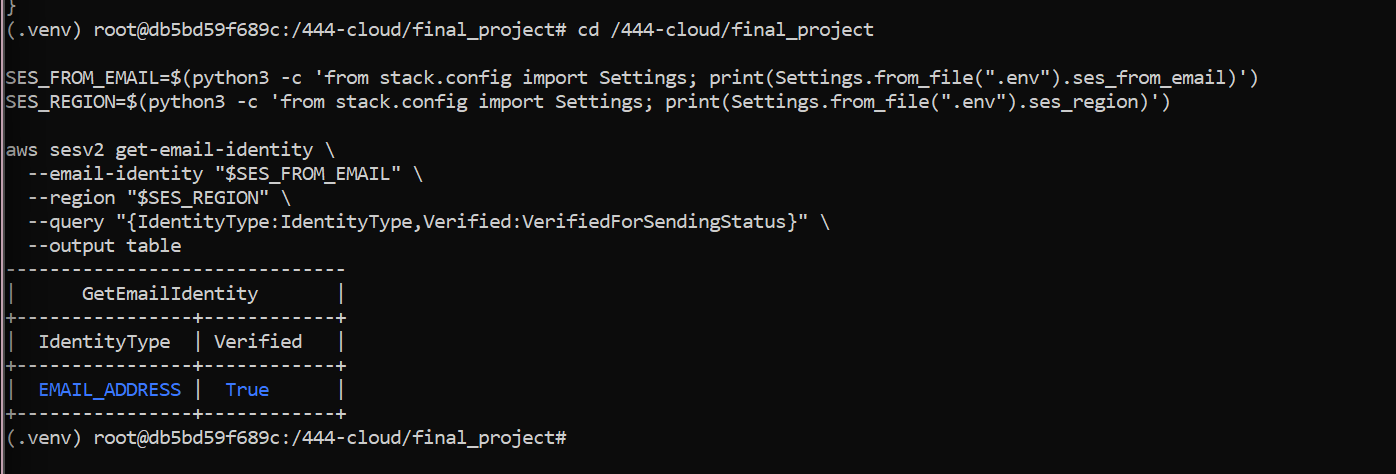 }
(.venv) root@db5bd59f689c:/444-cloud/final_project# cd /444-cloud/final_project
SES_FROM_EMAIL=$(python3 -c 'from stack.config import Settings; print(Settings.from_file(".env").ses_from_email)')
SES_REGION=$(python3 -c 'from stack.config import Settings; print(Settings.from_file(".env").ses_region)')
aws sesv2 get-email-identity \
  --email-identity "$SES_FROM_EMAIL" \
  --region "$SES_REGION" \
  --query "{IdentityType:IdentityType,Verified:VerifiedForSendingStatus}" \
  --output table
-------------------------------
|      GetEmailIdentity       |
+----------------+------------+
|  IdentityType  | Verified   |
+----------------+------------+
|  EMAIL_ADDRESS |  True      |
+----------------+------------+
(.venv) root@db5bd59f689c:/444-cloud/final_project#